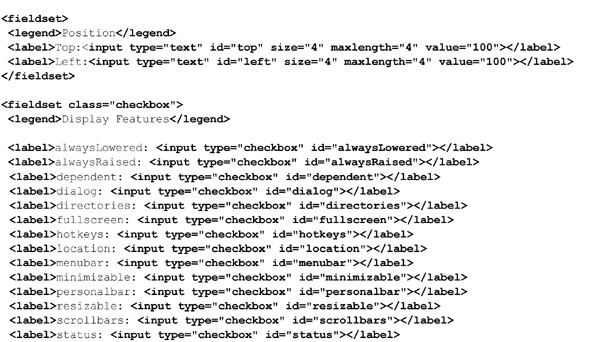 <fieldset>
<legend>Position</legend>
<label>Top:<input type="text" id="top" size="4" maxlength="4" value="100"></label>
<label>Left:<input type="text" id="left" size="4" maxlength="4" value="100"></label>
</fieldset>
<fieldset class="checkbox">
<legend>Display Features</legend>
<label>alwaysLowered: <input type="checkbox" id="alwaysLowered"></label>
<label>alwaysRaised: <input type="checkbox" id="alwaysRaised"></label>
<label>dependent: <input type="checkbox" id="dependent"></label>
<label>dialog: <input type="checkbox" id="dialog"></label>
<label>directories: <input type="checkbox" id="directories"></label>
<label>fullscreen: <input type="checkbox" id="fullscreen"></label>
<label>hotkeys: <input type="checkbox" id="hotkeys"></label>
<label>location: <input type="checkbox" id="location"></label>
<label>menubar: <input type="checkbox" id="menubar"></label>
<label>minimizable: <input type="checkbox" id="minimizable"></label>
<label>personalbar: <input type="checkbox" id="personalbar"></label>
<label>resizable: <input type="checkbox" id="resizable"></label>
<label>scrollbars: <input type="checkbox" id="scrollbars"></label>
<label>status: <input type="checkbox" id="status"></label>